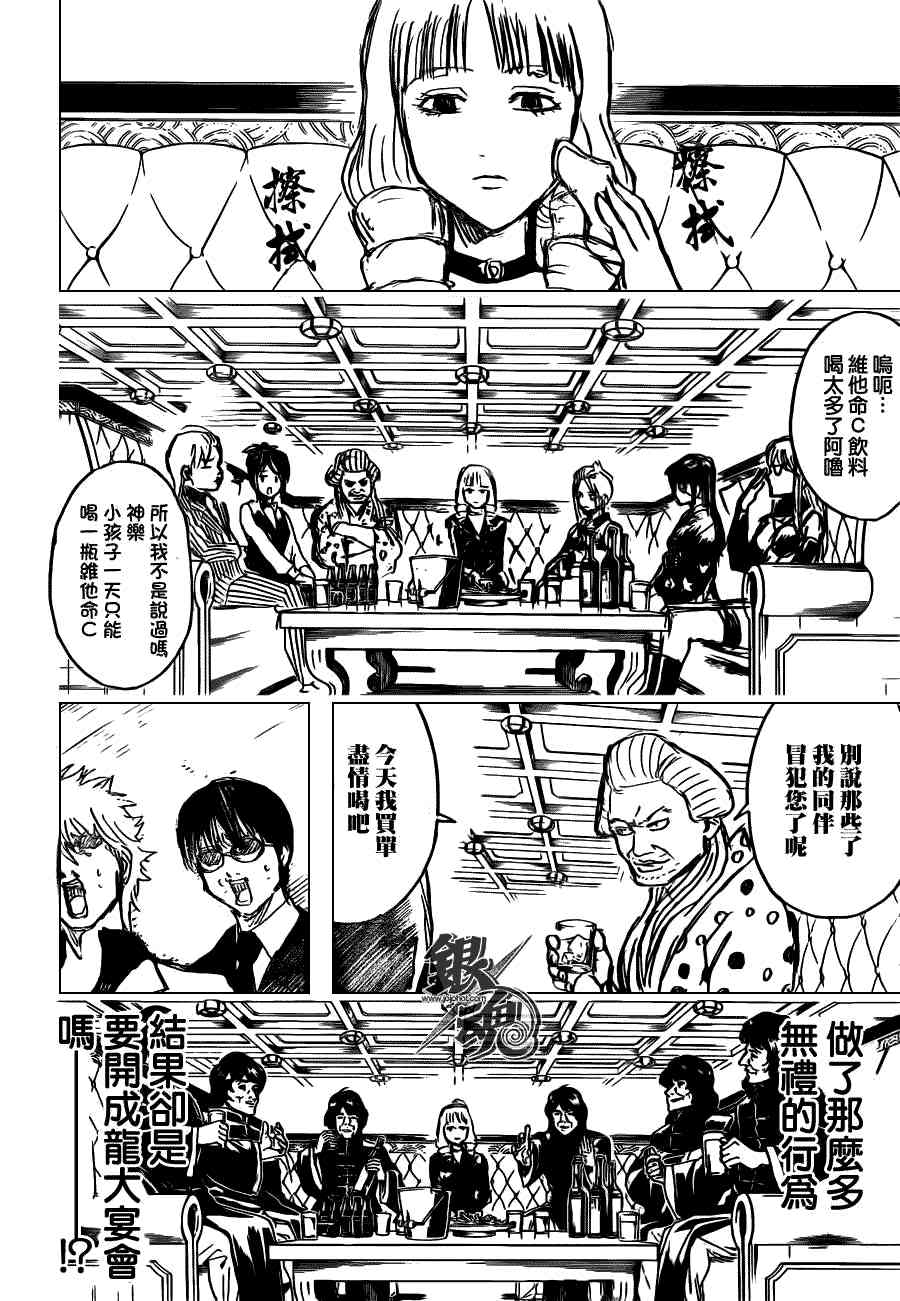 擦拭
擦拭
嗚呃…
維他命C飲料
喝太多了阿嚕
所以我不是說過嗎
神樂
小孩子一天只能
喝一瓶維他命C
別說那些了
我的同伴
冒犯您了呢
今天我買單
盡情喝吧
銀魂
www.jojohot.com
做了那麼多
無禮的行為
結果卻是
要開成龍大宴會
嗎——!?